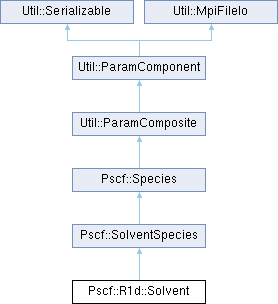 Util::Serializable
Util::MpiFileIo
Util::ParamComponent
Util::ParamComposite
Pscf::Species
Pscf::SolventSpecies
Pscf::R1d::Solvent